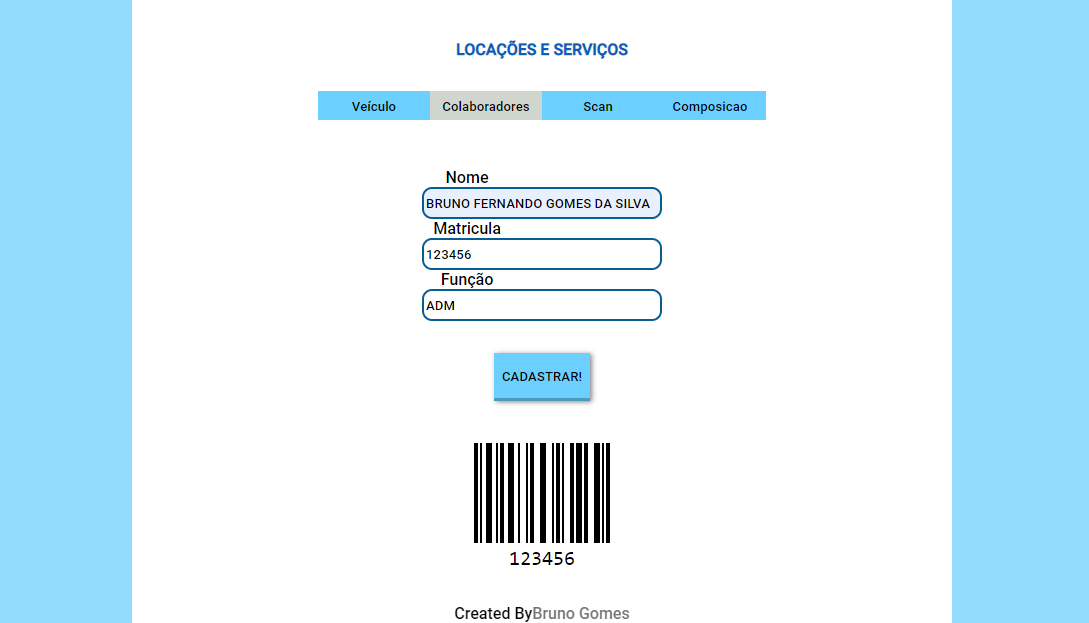 LOCAÇÕES E SERVIÇOS
Veículo Colaboradores Scan Composicao
Nome
BRUNO FERNANDO GOMES DA SILVA
Matricula
123456
Função
ADM
CADASTRAR!
123456
Created ByBruno Gomes